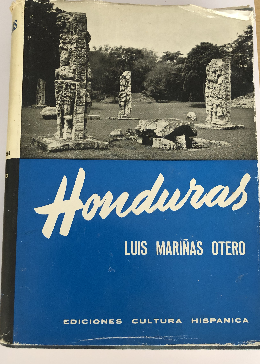 Honduras
LUIS MARIÑAS OTERO
EDICIONES CULTURA HISPANICA